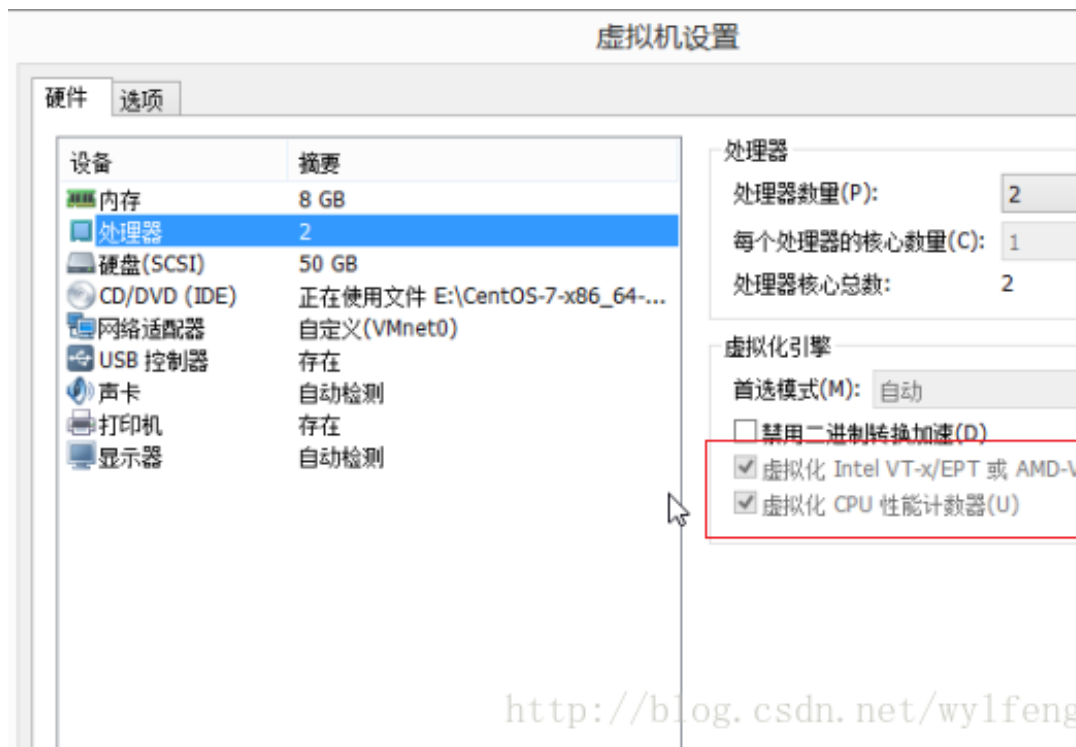 虚拟机设置
硬件 选项
设备 摘要
内存 8 GB
处理器 2
硬盘(SCSI) 50 GB
CD/DVD (IDE) 正在使用文件 E:\CentOS-7-x86_64-...
网络适配器 自定义(VMnet0)
USB 控制器 存在
声卡 自动检测
打印机 存在
显示器 自动检测
处理器
处理器数量(P): 2
每个处理器的核心数量(C): 1
处理器核心总数: 2
虚拟化引擎
首选模式(M): 自动
禁用二进制转换加速(D)
虚拟化 Intel VT-x/EPT 或 AMD-V
虚拟化 CPU 性能计数器(U)
http://blog.csdn.net/wylfeng